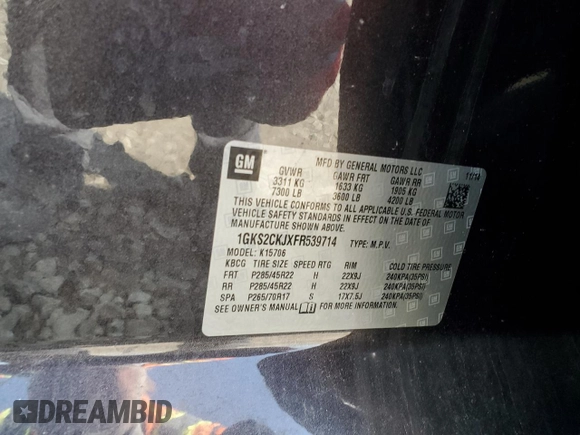 GM
MFD BY GENERAL MOTORS LLC
GVWR GAWR FRT GAWR RR
3311 KG 1633 KG 1905 KG
7300 LB 3600 LB 4200 LB
THIS VEHICLE CONFORMS TO ALL APPLICABLE U.S. FEDERAL MOTOR
VEHICLE SAFETY STANDARDS IN EFFECT ON THE DATE OF
MANUFACTURE SHOWN ABOVE.
1GKS2CKJXFR539714 TYPE: M.P.V.
MODEL: K15706
KBCG TIRE SIZE SPEED RTG RIM COLD TIRE PRESSURE
FRT P285/45R22 H 22X9J 240KPA(35PSI)
RR P285/45R22 H 22X9J 240KPA(35PSI)
SPA P265/70R17 S 17X7.5J 240KPA(35PSI)
SEE OWNER'S MANUAL FOR MORE INFORMATION.
DREAMBID